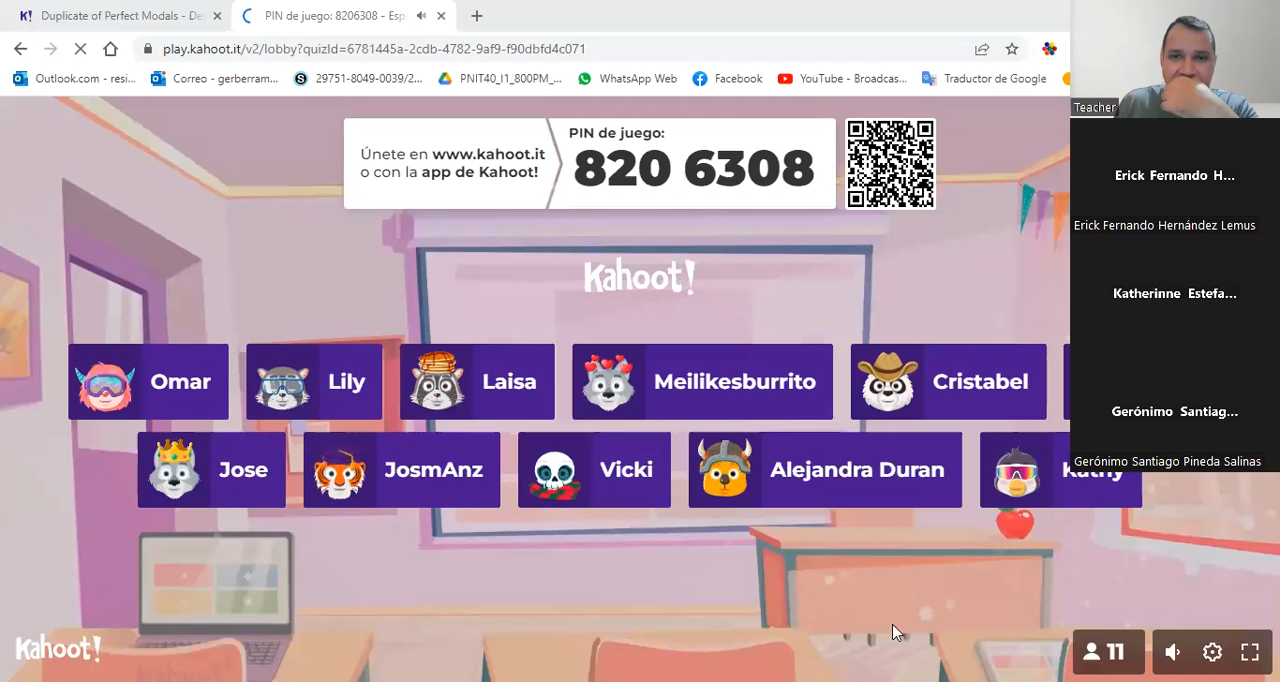 Duplicate of Perfect Modals - De
PIN de juego: 8206308 - Esp
play.kahoot.it/v2/lobby?quizId=6781445a-2cdb-4782-9af9-f90dbfd4c071
Outlook.com - resi...
Correo - gerberram...
29751-8049-0039/2...
PNIT40_I1_800PM_...
WhatsApp Web
Facebook
YouTube - Broadcas...
Traductor de Google
Teacher
Únete en www.kahoot.it
o con la app de Kahoot!
PIN de juego:
820 6308
Erick Fernando H...
Erick Fernando Hernández Lemus
Kahoot!
Katherinne Estefa...
Omar
Lily
Laisa
Meilikesburrito
Cristabel
Gerónimo Santiag...
Gerónimo Santiago Pineda Salinas
Jose
JosmAnz
Vicki
Alejandra Duran
Kathy
Kahoot!
11